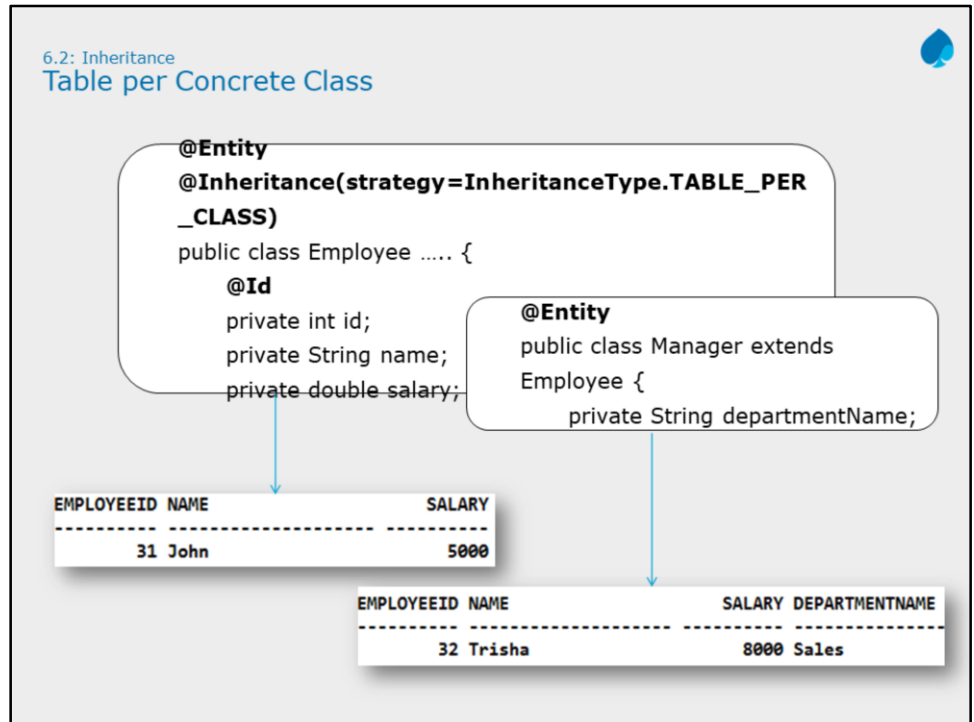 6.2: Inheritance
Table per Concrete Class
@Entity
@Inheritance(strategy=InheritanceType.TABLE_PER
_CLASS)
public class Employee ….. {
@Id
private int id;
private String name;
private double salary;
@Entity
public class Manager extends
Employee {
private String departmentName;
EMPLOYEEID NAME SALARY
---------- -------------------- ----------
31 John 5000
EMPLOYEEID NAME SALARY DEPARTMENTNAME
---------- -------------------- ---------- ---------------
32 Trisha 8000 Sales